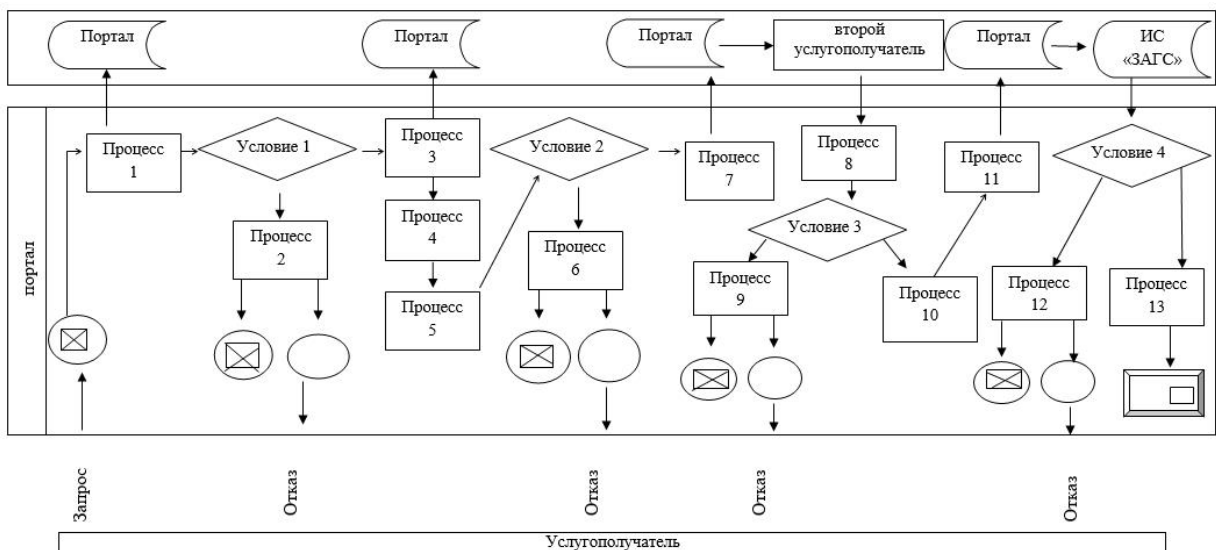 Портал
Портал
Портал
второй
услугополучатель
Портал
ИС
«ЗАГС»
портал
Процесс
1
Условие 1
Процесс
2
Процесс
3
Процесс
4
Процесс
5
Условие 2
Процесс
6
Процесс
7
Процесс
8
Условие 3
Процесс
9
Процесс
10
Процесс
11
Условие 4
Процесс
12
Процесс
13
Запрос
Отказ
Отказ
Отказ
Отказ
Услугополучатель